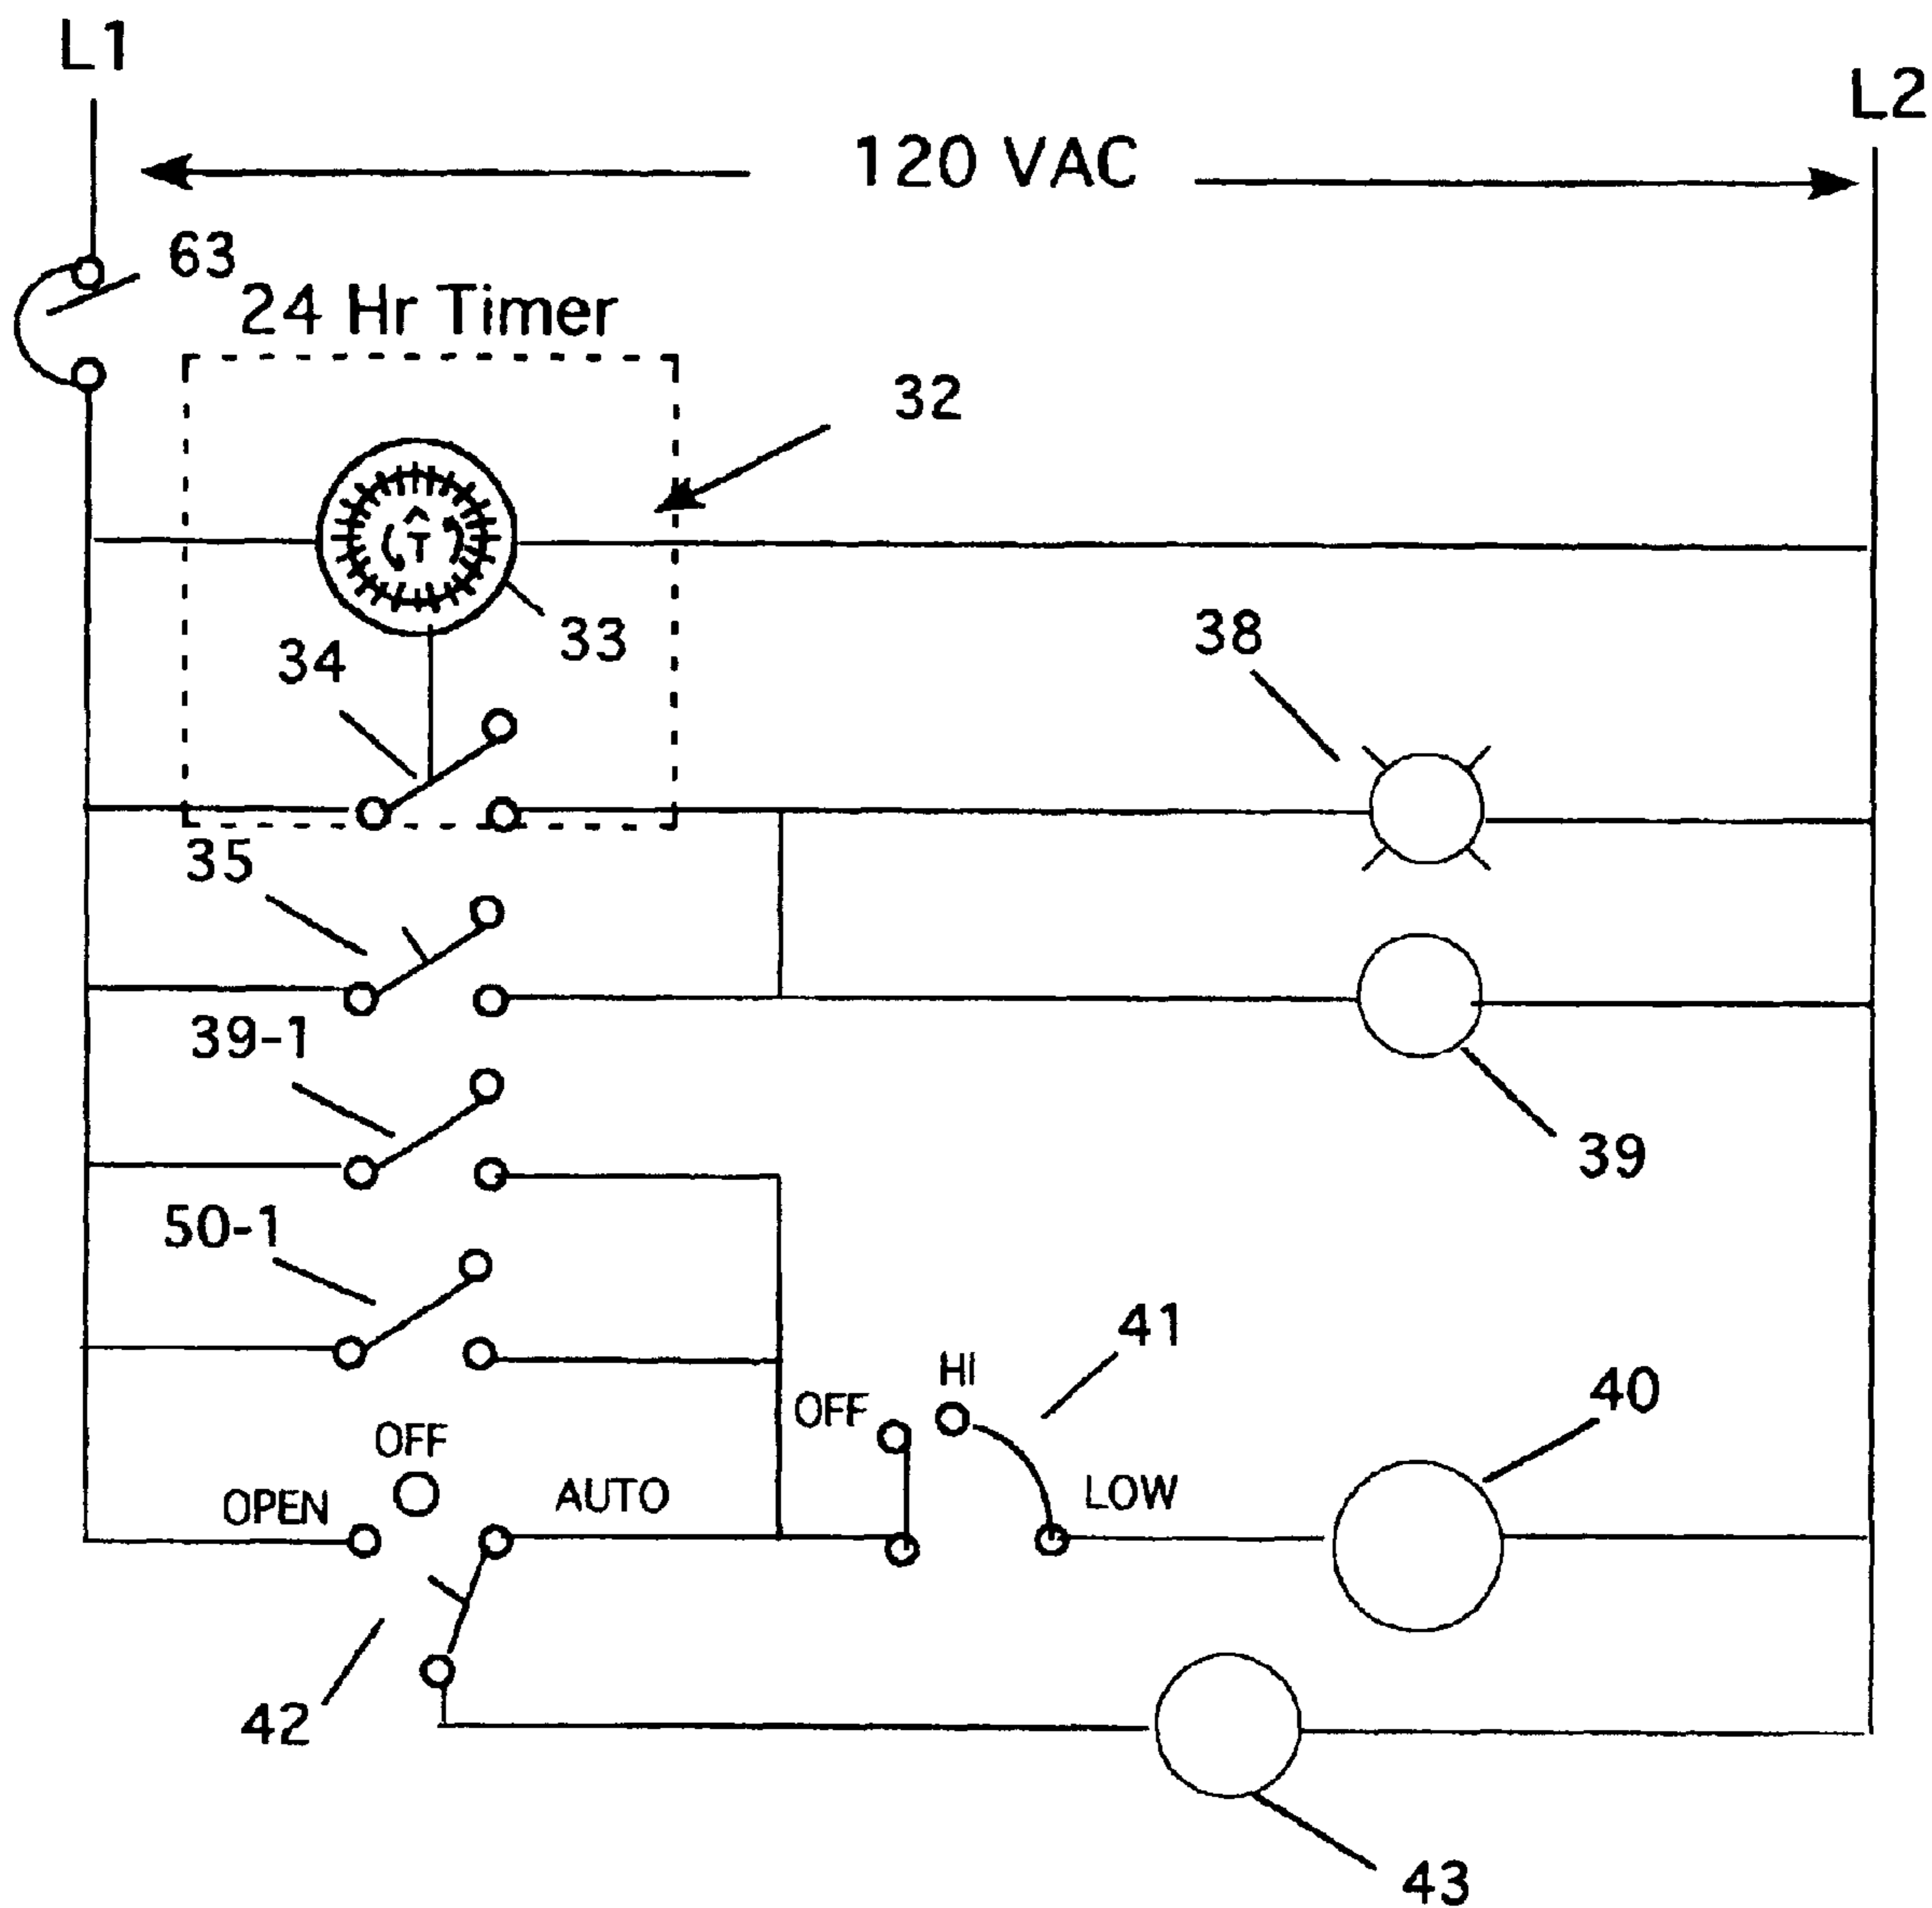 L1
L2
120 VAC
63
24 Hr Timer
32
T
33
34
38
35
39-1
39
50-1
41
HI
OFF
40
OFF
OPEN
AUTO
LOW
42
43